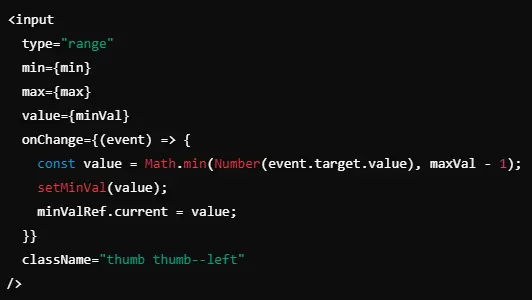 <input
type="range"
min={min}
max={max}
value={minVal}
onChange={(event) => {
const value = Math.min(Number(event.target.value), maxVal - 1);
setMinVal(value);
minValRef.current = value;
}}
className="thumb thumb--left"
/>